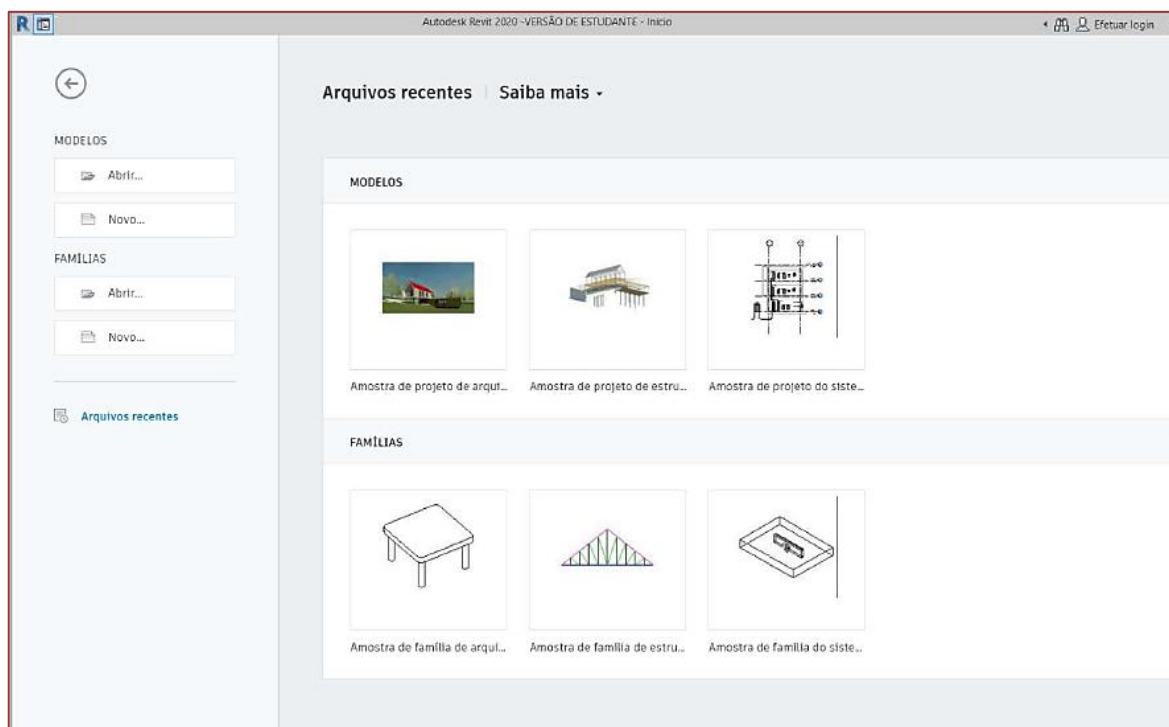 R
Autodesk Revit 2020 -VERSÃO DE ESTUDANTE - Início
Efetuar login
MODELOS
Abrir...
Novo...
FAMÍLIAS
Abrir...
Novo...
Arquivos recentes
Arquivos recentes
Saiba mais
MODELOS
Amostra de projeto de arqui...
Amostra de projeto de estru...
Amostra de projeto do siste...
FAMÍLIAS
Amostra de família de arqui...
Amostra de família de estru...
Amostra de família do siste...